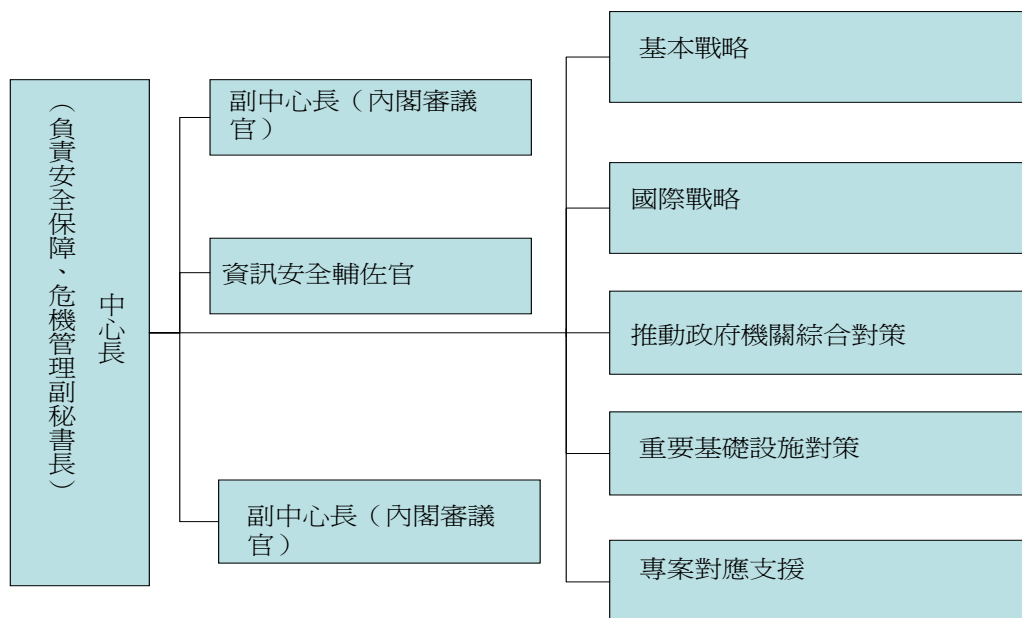 中心長
（負責安全保障、危機管理副秘書長）
副中心長（內閣審議
官）
資訊安全輔佐官
副中心長（內閣審議
官）
基本戰略
國際戰略
推動政府機關綜合對策
重要基礎設施對策
專案對應支援